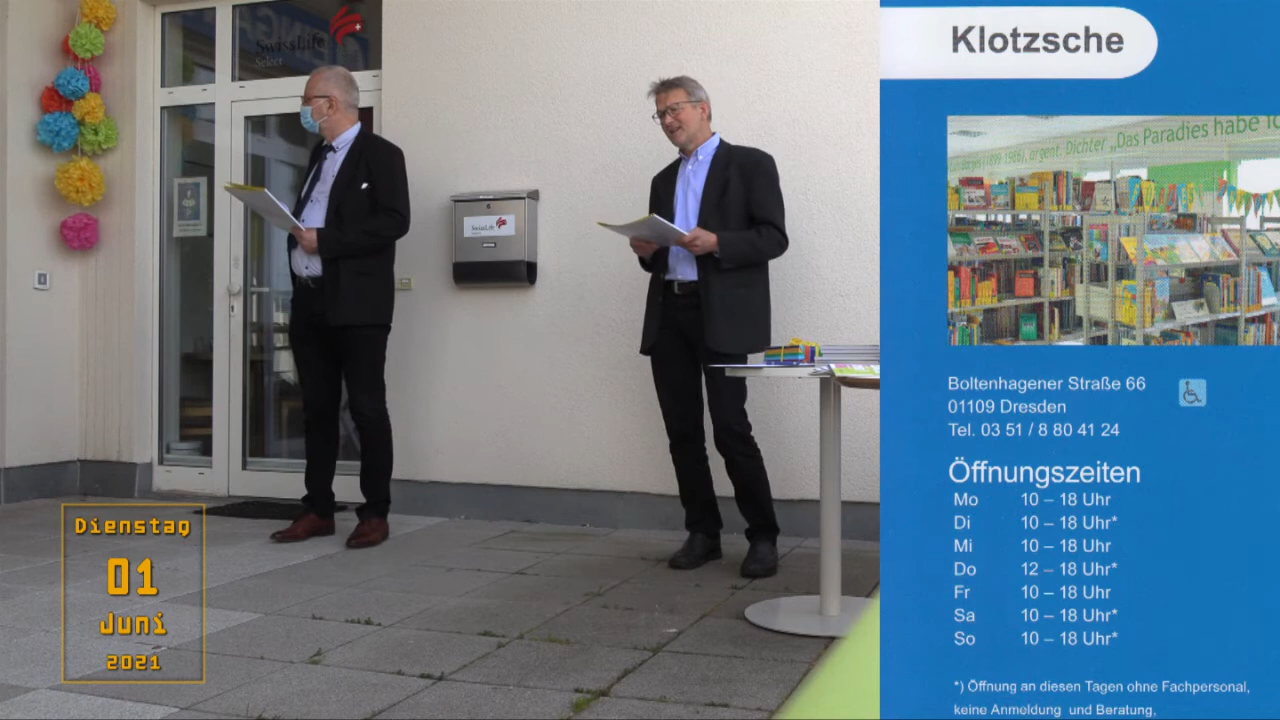 SwissLife
Select
SwissLife
Dienstag
01
Juni
2021
Klotzsche
argent. Dichter „Das Paradies habe
Boltenhagener Straße 66
01109 Dresden
Tel. 03 51 / 8 80 41 24
Öffnungszeiten
Mo 10 – 18 Uhr
Di 10 – 18 Uhr*
Mi 10 – 18 Uhr
Do 12 – 18 Uhr*
Fr 10 – 18 Uhr
Sa 10 – 18 Uhr*
So 10 – 18 Uhr*
*) Öffnung an diesen Tagen ohne Fachpersonal,
keine Anmeldung und Beratung,